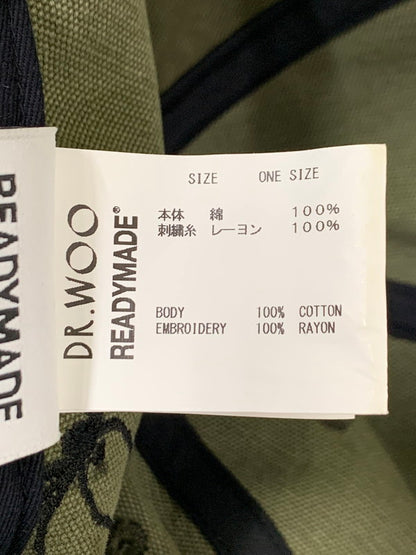 SIZE ONE SIZE
本体 綿 100%
刺繍糸 レーヨン 100%
BODY 100% COTTON
EMBROIDERY 100% RAYON
DR.WOO
READYMADE®
READYMADE